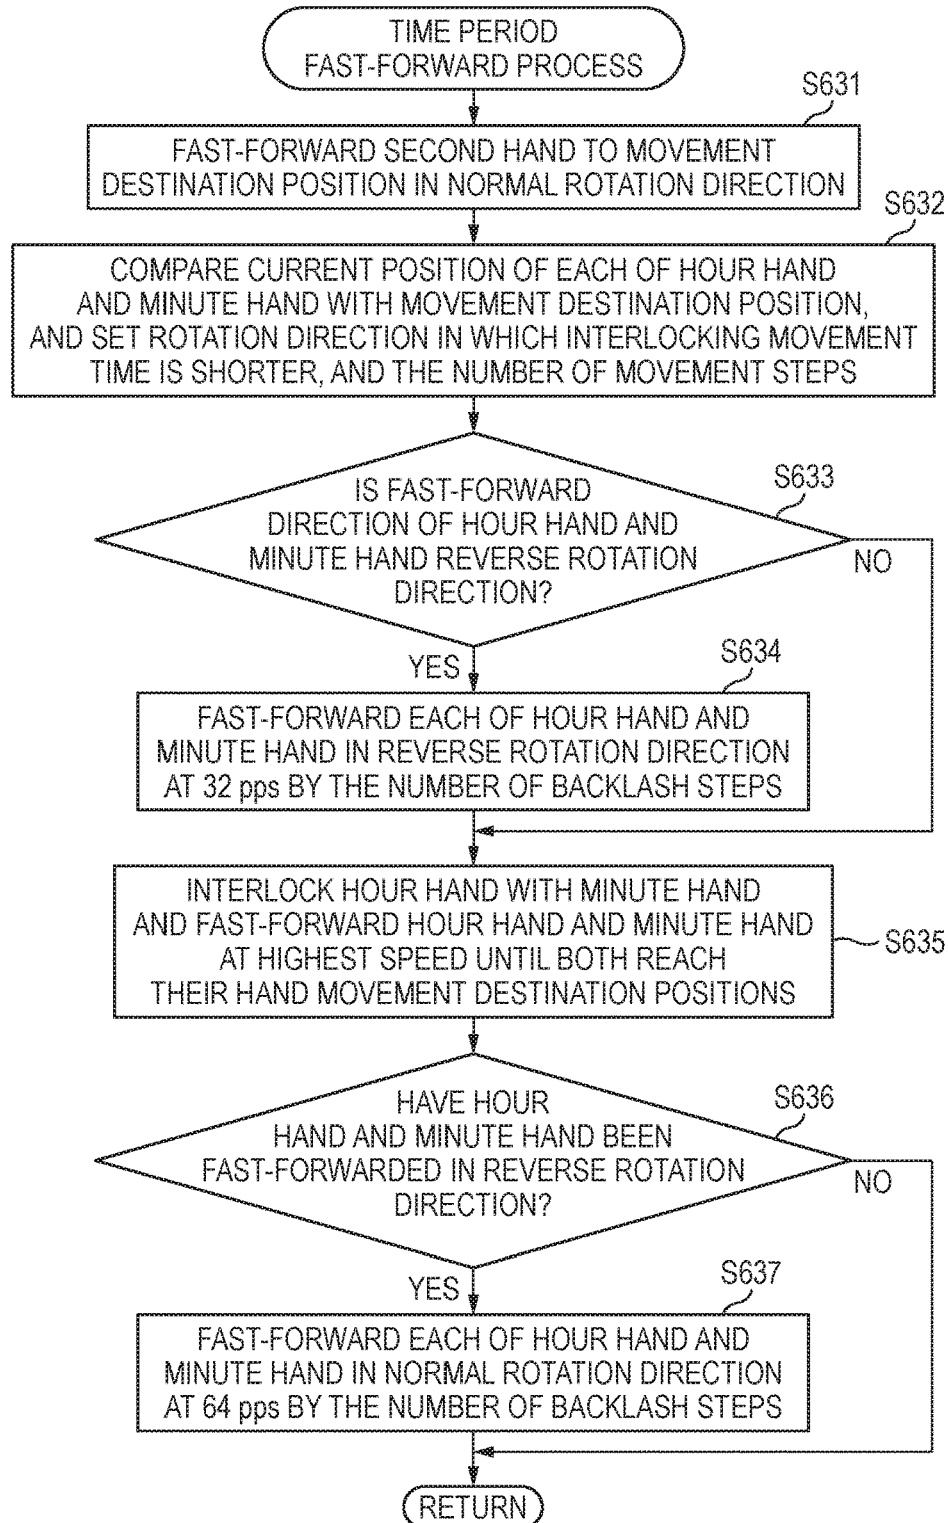 TIME PERIOD
FAST-FORWARD PROCESS
S631
FAST-FORWARD SECOND HAND TO MOVEMENT
DESTINATION POSITION IN NORMAL ROTATION DIRECTION
S632
COMPARE CURRENT POSITION OF EACH OF HOUR HAND
AND MINUTE HAND WITH MOVEMENT DESTINATION POSITION,
AND SET ROTATION DIRECTION IN WHICH INTERLOCKING MOVEMENT
TIME IS SHORTER, AND THE NUMBER OF MOVEMENT STEPS
S633
IS FAST-FORWARD
DIRECTION OF HOUR HAND AND
MINUTE HAND REVERSE ROTATION
DIRECTION?
NO
YES
S634
FAST-FORWARD EACH OF HOUR HAND AND
MINUTE HAND IN REVERSE ROTATION DIRECTION
AT 32 pps BY THE NUMBER OF BACKLASH STEPS
INTERLOCK HOUR HAND WITH MINUTE HAND
AND FAST-FORWARD HOUR HAND AND MINUTE HAND
AT HIGHEST SPEED UNTIL BOTH REACH
THEIR HAND MOVEMENT DESTINATION POSITIONS
S635
HAVE HOUR
HAND AND MINUTE HAND BEEN
FAST-FORWARDED IN REVERSE ROTATION
DIRECTION?
S636
NO
YES
S637
FAST-FORWARD EACH OF HOUR HAND AND
MINUTE HAND IN NORMAL ROTATION DIRECTION
AT 64 pps BY THE NUMBER OF BACKLASH STEPS
RETURN